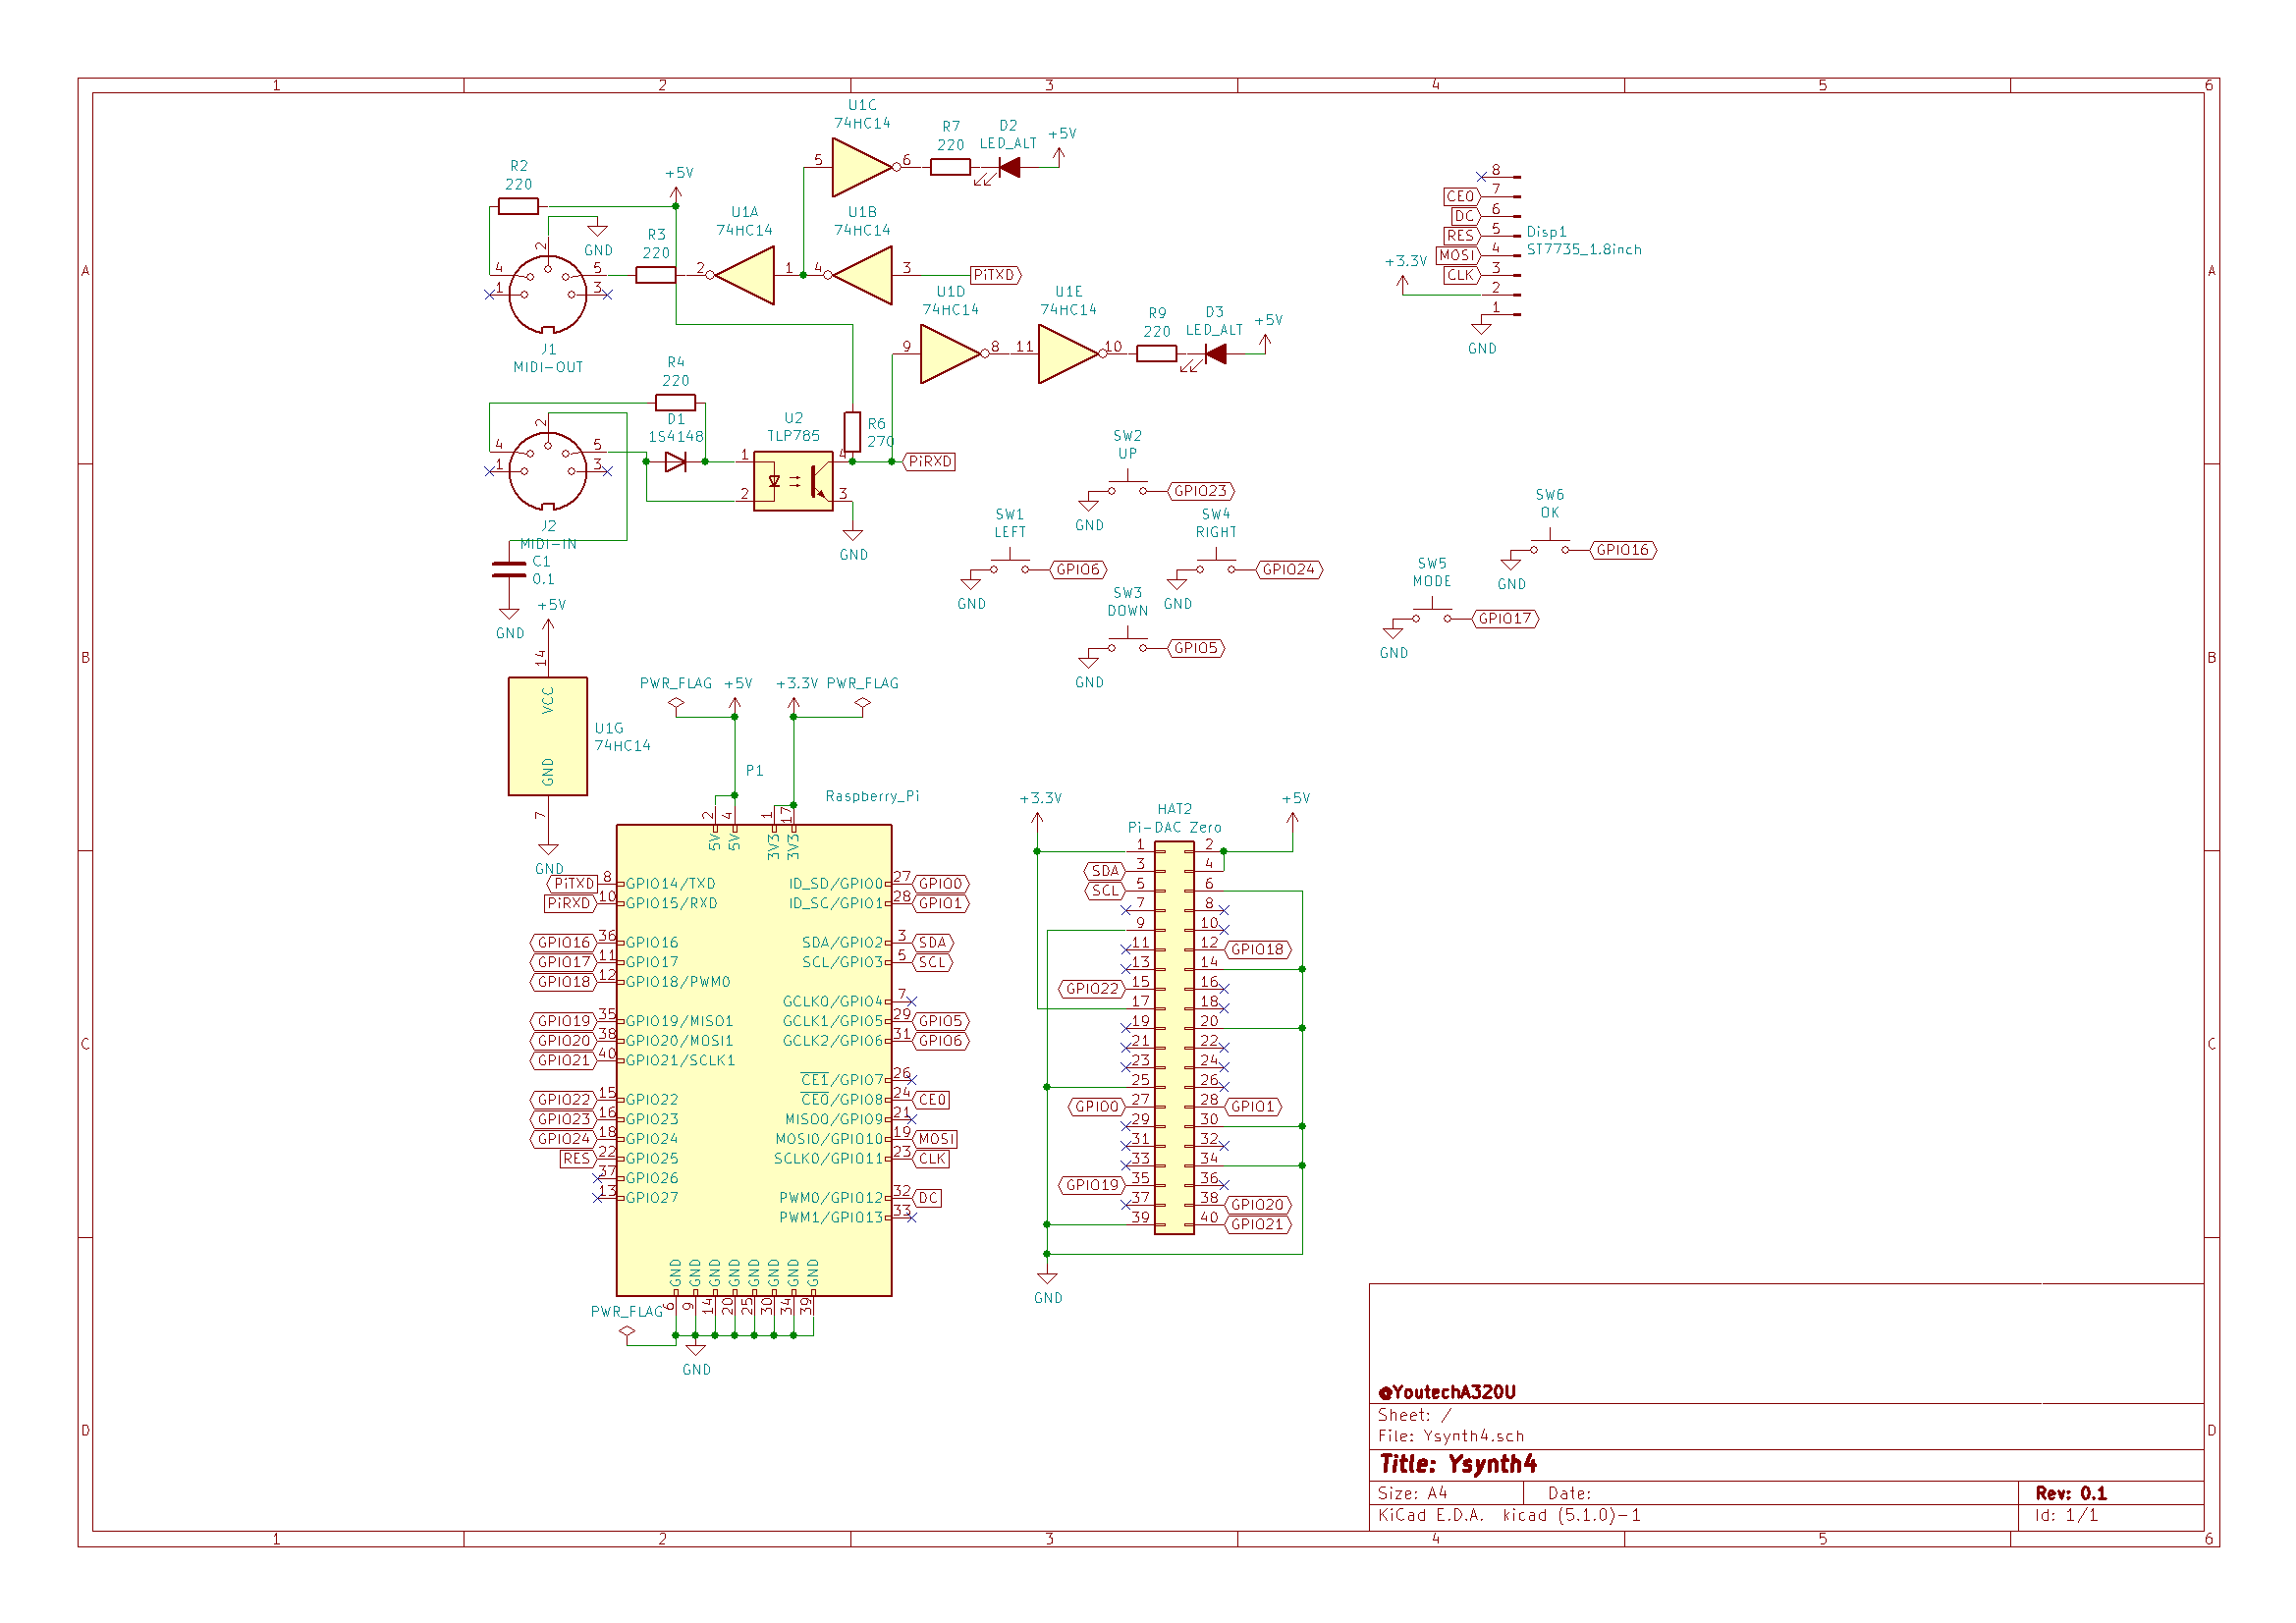 1 2 3 4 5 6
A
B
C
D
A
B
C
D
1 2 3 4 5 6
U1C
74HC14
5 6
R7
220
D2
LED_ALT
+5V
R2
220
+5V
GND
U1A
74HC14
2 1
U1B
74HC14
4 3
PiTXD
R3
220
2
4 5
1 3
J1
MIDI-OUT
U1D
74HC14
9 8
U1E
74HC14
11 10
R9
220
D3
LED_ALT
+5V
R4
220
D1
1S4148
U2
TLP785
1 4
2 3
R6
270
PiRXD
GND
2
4 5
1 3
J2
MIDI-IN
C1
0.1
GND
8
CE0 7
DC 6
RES 5
MOSI 4
CLK 3
+3.3V 2
1
GND
Disp1
ST7735_1.8inch
SW2
UP
GND
GPIO23
SW1
LEFT
GND
GPIO6
SW4
RIGHT
GND
GPIO24
SW3
DOWN
GND
GPIO5
SW6
OK
GND
GPIO16
SW5
MODE
GND
GPIO17
+5V
14
VCC
GND
7
U1G
74HC14
GND
PWR_FLAG +5V +3.3V PWR_FLAG
P1
Raspberry_Pi
2 4 1 17
5V 5V 3V3 3V3
PiTXD 8 GPIO14/TXD ID_SD/GPIO0 27 GPIO0
PiRXD 10 GPIO15/RXD ID_SC/GPIO1 28 GPIO1
GPIO16 36 GPIO16 SDA/GPIO2 3 SDA
GPIO17 11 GPIO17 SCL/GPIO3 5 SCL
GPIO18 12 GPIO18/PWM0
GCLK0/GPIO4 7
GPIO19 35 GPIO19/MISO1 GCLK1/GPIO5 29 GPIO5
GPIO20 38 GPIO20/MOSI1 GCLK2/GPIO6 31 GPIO6
GPIO21 40 GPIO21/SCLK1
CE1/GPIO7 26
GPIO22 15 GPIO22 CE0/GPIO8 24 CE0
GPIO23 16 GPIO23 MISO0/GPIO9 21
GPIO24 18 GPIO24 MOSI0/GPIO10 19 MOSI
RES 22 GPIO25 SCLK0/GPIO11 23 CLK
37 GPIO26
13 GPIO27 PWM0/GPIO12 32 DC
PWM1/GPIO13 33
GND GND GND GND GND GND GND GND
6 9 14 20 25 30 34 39
PWR_FLAG
GND
+3.3V
HAT2
Pi-DAC Zero
+5V
1 2
SDA 3 4
SCL 5 6
7 8
9 10
11 12 GPIO18
13 14
GPIO22 15 16
17 18
19 20
21 22
23 24
25 26
GPIO0 27 28 GPIO1
29 30
31 32
33 34
GPIO19 35 36
37 38 GPIO20
39 40 GPIO21
GND
@YoutechA320U
Sheet: /
File: Ysynth4.sch
Title: Ysynth4
Size: A4 Date: Rev: 0.1
KiCad E.D.A. kicad (5.1.0)-1 Id: 1/1